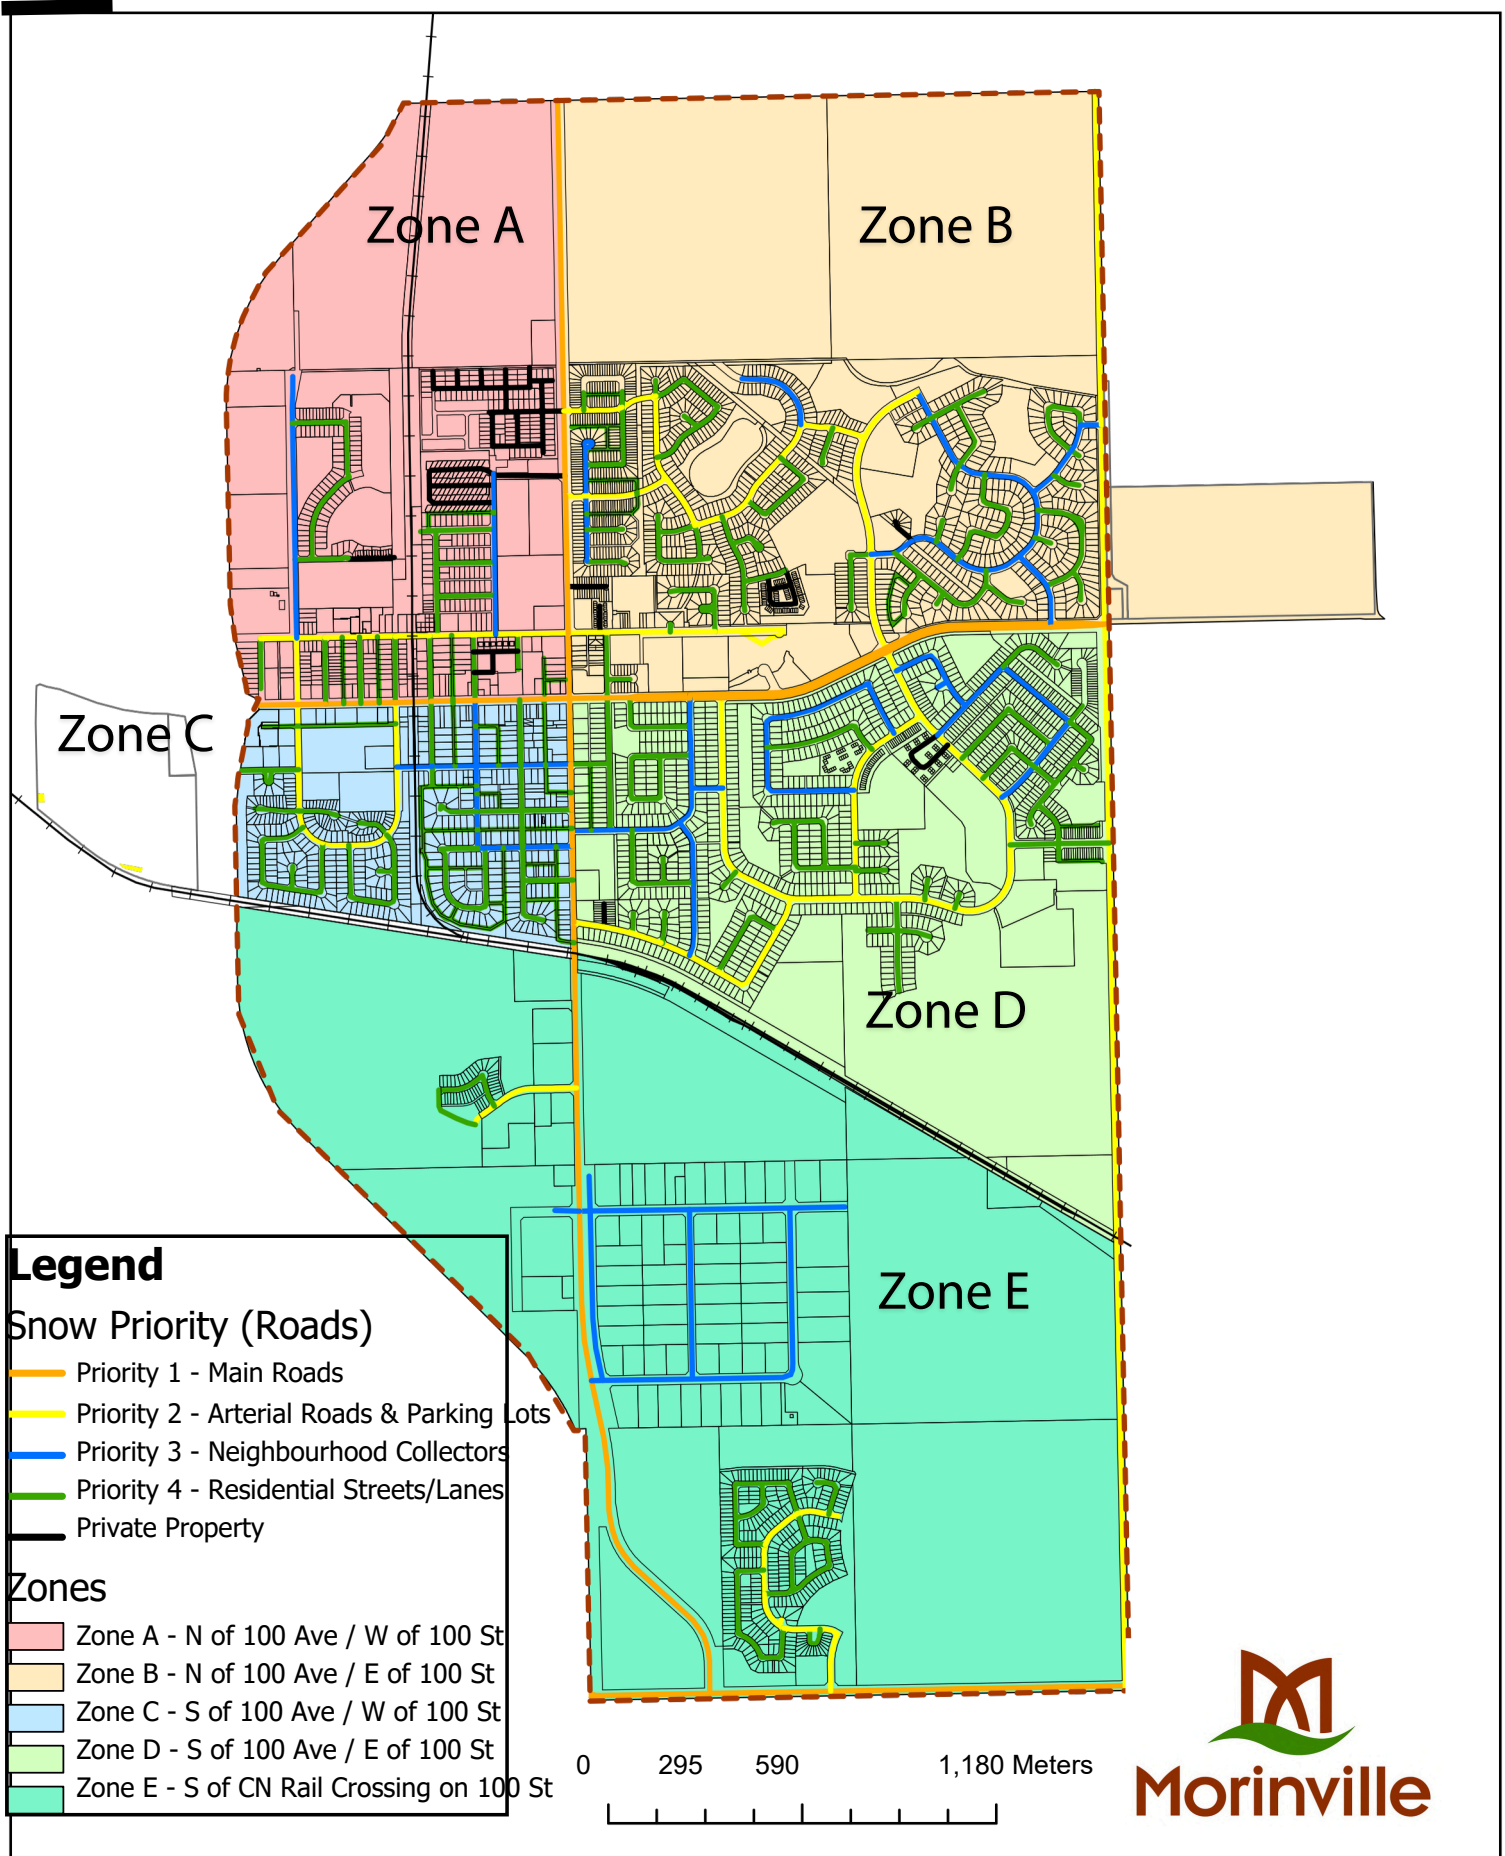 Zone A
Zone B
Zone C
Zone D
Zone E
Legend
Snow Priority (Roads)
Priority 1 - Main Roads
Priority 2 - Arterial Roads & Parking Lots
Priority 3 - Neighbourhood Collectors
Priority 4 - Residential Streets/Lanes
Private Property
Zones
Zone A - N of 100 Ave / W of 100 St
Zone B - N of 100 Ave / E of 100 St
Zone C - S of 100 Ave / W of 100 St
Zone D - S of 100 Ave / E of 100 St
Zone E - S of CN Rail Crossing on 100 St
0 295 590 1,180 Meters
Morinville